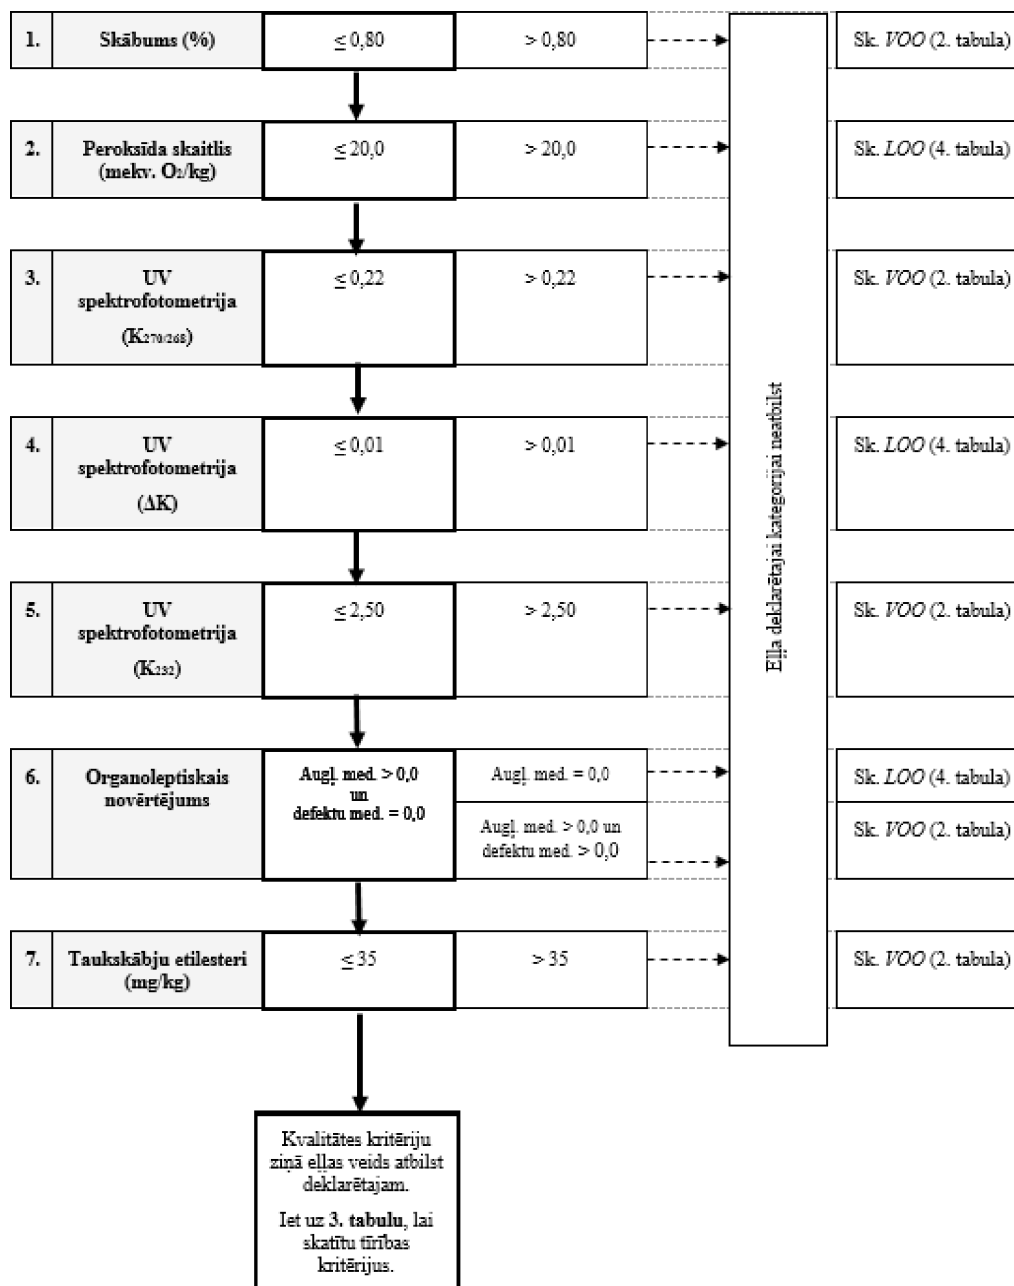 1. Skābums (%) ≤ 0,80 > 0,80 Sk. VOO (2. tabula)
2. Peroksīda skaitlis ≤ 20,0 > 20,0 Sk. LOO (4. tabula)
(mekv. O₂/kg)
3. UV ≤ 0,22 > 0,22 Sk. VOO (2. tabula)
spektrofotometrija
(K₂₇₀/₂₆₈)
4. UV ≤ 0,01 > 0,01 Sk. LOO (4. tabula)
spektrofotometrija
(ΔK)
5. UV ≤ 2,50 > 2,50 Sk. VOO (2. tabula)
spektrofotometrija
(K₂₃₂)
Eļļa deklarētajai kategorijai neatbilst
6. Organoleptiskais
novērtējums
Augļ. med. > 0,0
un
defektu med. = 0,0
Augļ. med. = 0,0
Sk. LOO (4. tabula)
Augļ. med. > 0,0 un
defektu med. > 0,0
Sk. VOO (2. tabula)
7. Taukskābju etilesteri ≤ 35 > 35 Sk. VOO (2. tabula)
(mg/kg)
Kvalitātes kritēriju
ziņā eļļas veids atbilst
deklarētajam.
Iet uz 3. tabulu, lai
skatītu tīrības
kritērijus.